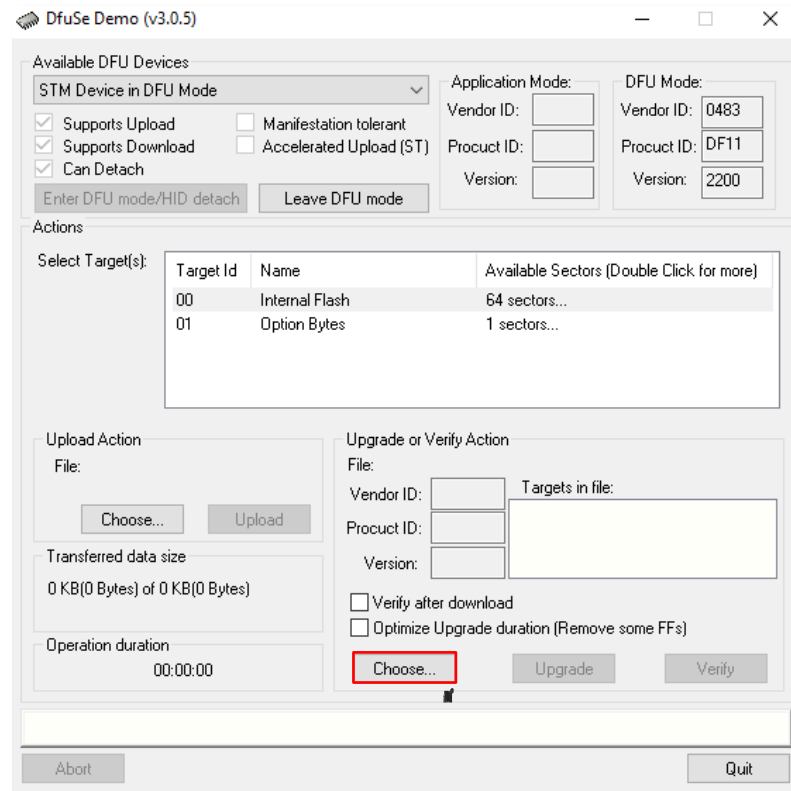 DfuSe Demo (v3.0.5)
Available DFU Devices
STM Device in DFU Mode
Supports Upload
Manifestation tolerant
Supports Download
Accelerated Upload (ST)
Can Detach
Enter DFU mode/HID detach
Leave DFU mode
Application Mode:
Vendor ID:
Procuct ID:
Version:
DFU Mode:
Vendor ID: 0483
Procuct ID: DF11
Version: 2200
Actions
Select Target(s):
Target Id Name Available Sectors (Double Click for more)
00 Internal Flash 64 sectors...
01 Option Bytes 1 sectors...
Upload Action
File:
Choose... Upload
Transferred data size
0 KB(0 Bytes) of 0 KB(0 Bytes)
Operation duration
00:00:00
Upgrade or Verify Action
File:
Vendor ID:
Procuct ID:
Version:
Targets in file:
Verify after download
Optimize Upgrade duration (Remove some FFs)
Choose... Upgrade Verify
Abort Quit